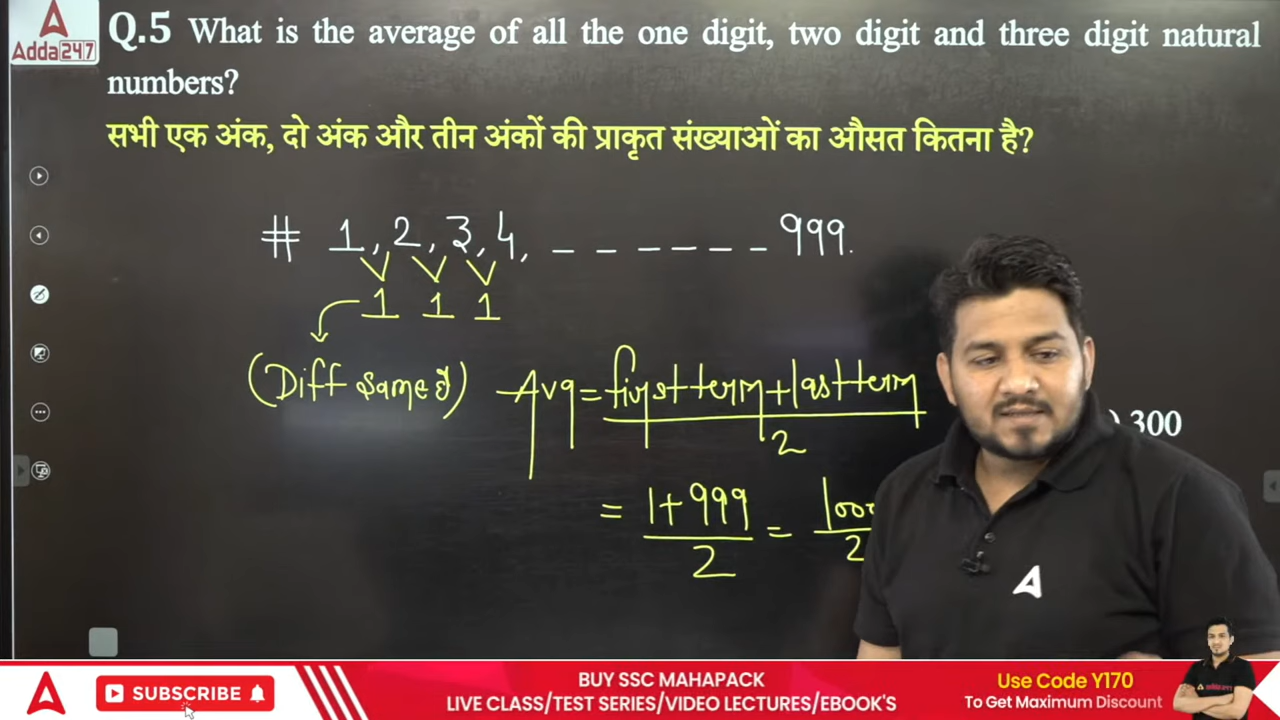 Adda247
Q.5 What is the average of all the one digit, two digit and three digit natural
numbers?
सभी एक अंक, दो अंक और तीन अंकों की प्राकृत संख्याओं का औसत कितना है?
# 1, 2, 3, 4, - - - - - - 999.
1 1 1
(Diff same है)
Avg = first term + last term
2
300
= 1 + 999 =
2 2
SUBSCRIBE
BUY SSC MAHAPACK
LIVE CLASS/TEST SERIES/VIDEO LECTURES/EBOOK'S
Use Code Y170
To Get Maximum Discount